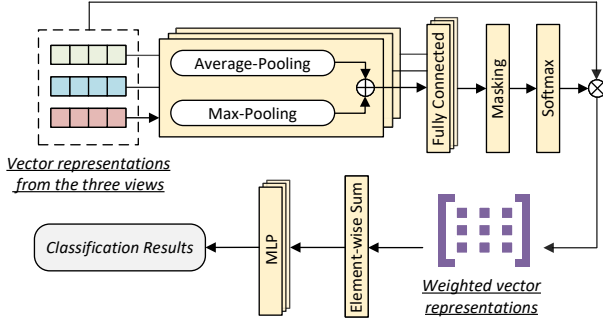 Average-Pooling
Max-Pooling
Fully Connected
Masking
Softmax
Vector representations
from the three views
Classification Results
MLP
Element-wise Sum
Weighted vector
representations